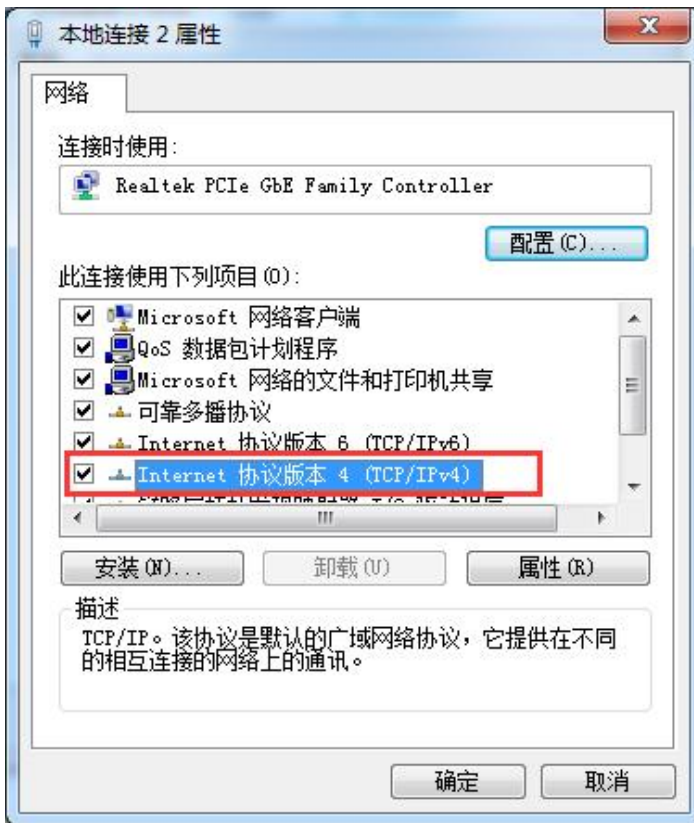 本地连接 2 属性
网络
连接时使用:
Realtek PCIe GbE Family Controller
配置(C)...
此连接使用下列项目(O):
Microsoft 网络客户端
QoS 数据包计划程序
Microsoft 网络的文件和打印机共享
可靠多播协议
Internet 协议版本 6 (TCP/IPv6)
Internet 协议版本 4 (TCP/IPv4)
安装(N)...
卸载(U)
属性(R)
描述
TCP/IP。该协议是默认的广域网络协议，它提供在不同
的相互连接的网络上的通讯。
确定
取消